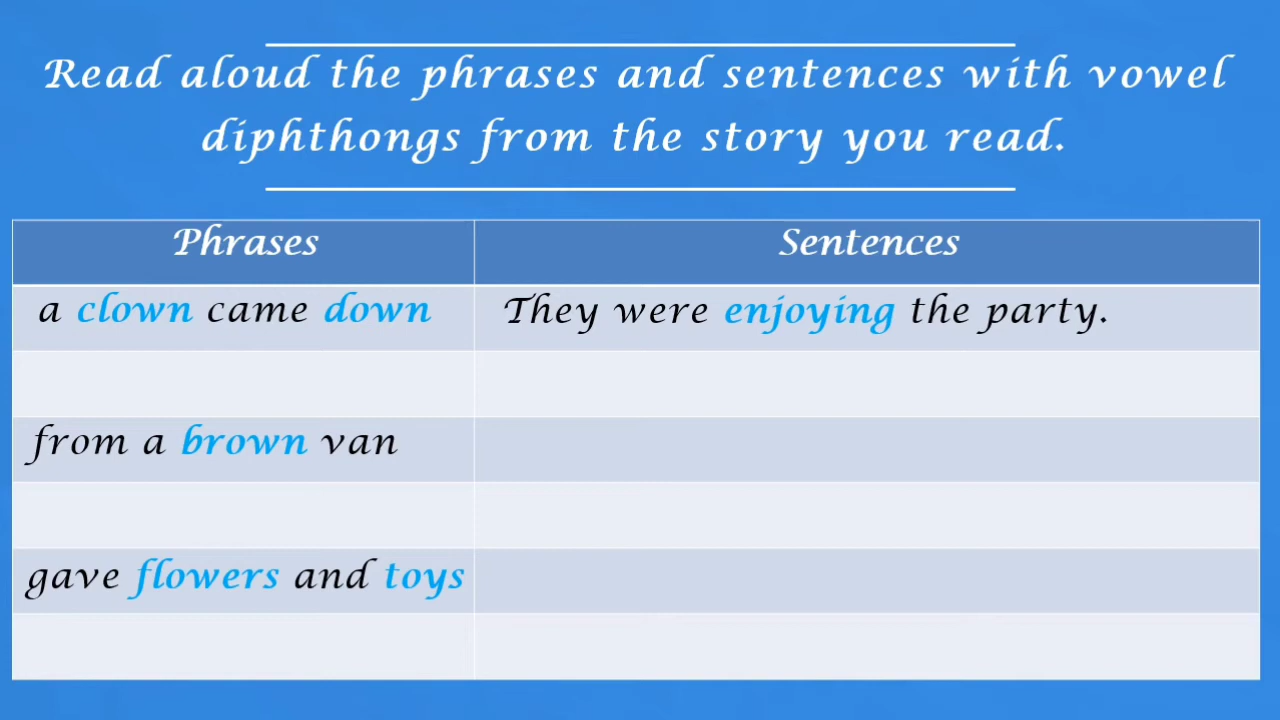 Read aloud the phrases and sentences with vowel
diphthongs from the story you read.
Phrases
Sentences
a clown came down
They were enjoying the party.
from a brown van
gave flowers and toys